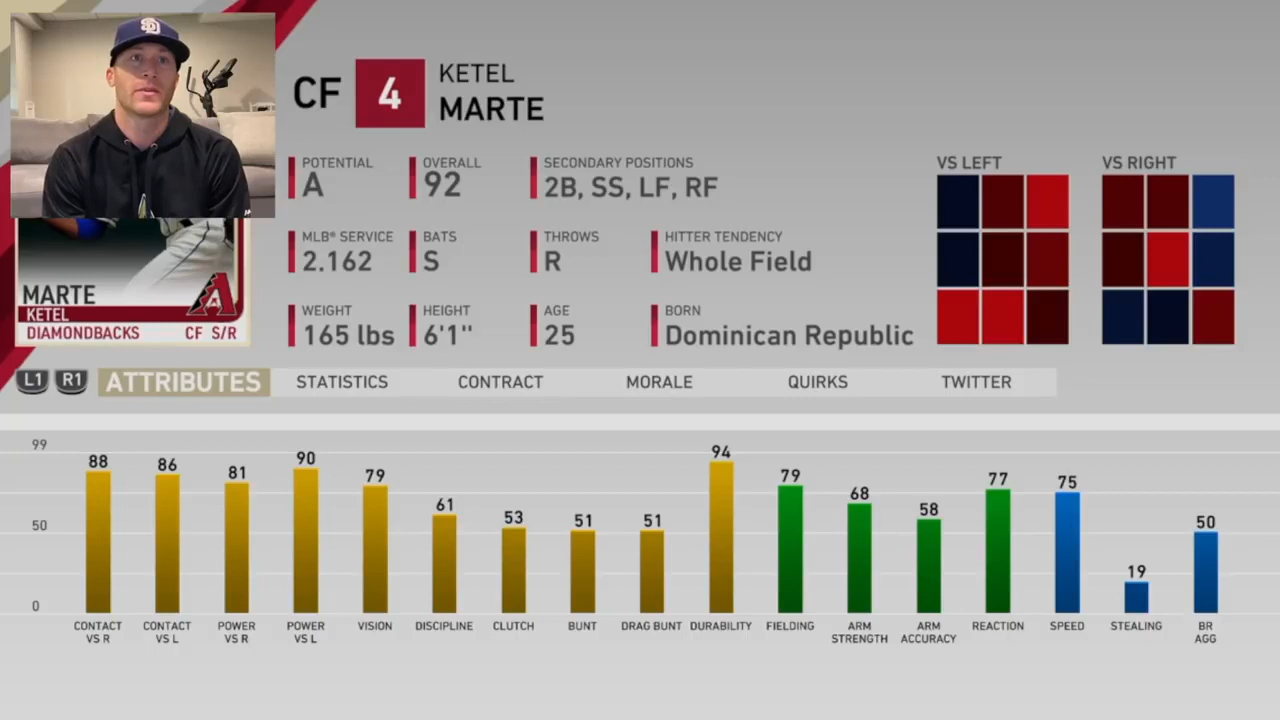 SD
CF 4 KETEL
MARTE
POTENTIAL OVERALL SECONDARY POSITIONS
A 92 2B, SS, LF, RF
MLB® SERVICE BATS THROWS HITTER TENDENCY
2.162 S R Whole Field
WEIGHT HEIGHT AGE BORN
165 lbs 6'1" 25 Dominican Republic
VS LEFT VS RIGHT
MARTE
KETEL
DIAMONDBACKS CF S/R
A
L1 R1 ATTRIBUTES STATISTICS CONTRACT MORALE QUIRKS TWITTER
99
50
0
88 86 81 90 79 61 53 51 51 94 79 68 58 77 75 19 50
CONTACT VS R CONTACT VS L POWER VS R POWER VS L VISION DISCIPLINE CLUTCH BUNT DRAG BUNT DURABILITY FIELDING ARM STRENGTH ARM ACCURACY REACTION SPEED STEALING BR AGG